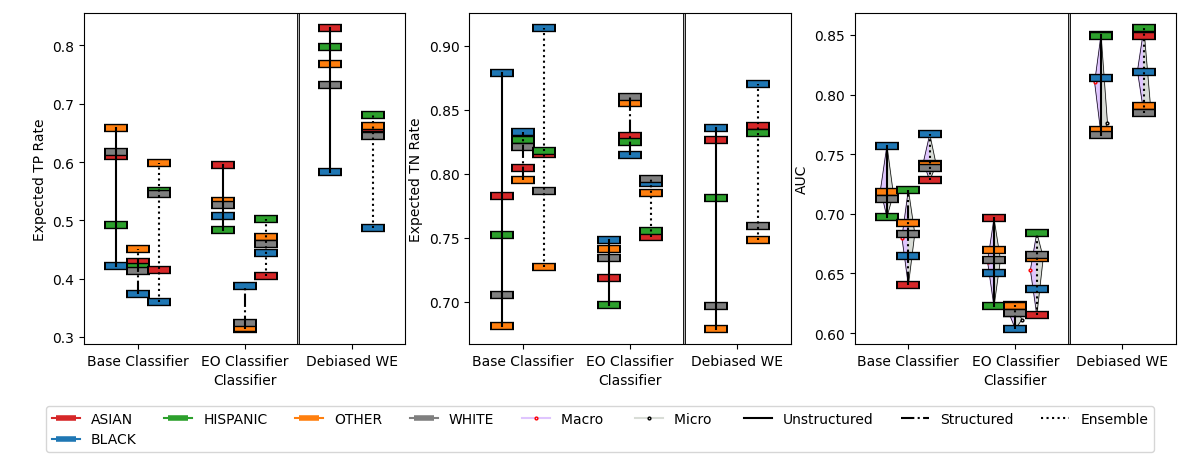 Expected TP Rate
0.8
0.7
0.6
0.5
0.4
0.3
Base Classifier EO Classifier Debiased WE
Classifier
Expected TN Rate
0.90
0.85
0.80
0.75
0.70
Base Classifier EO Classifier Debiased WE
Classifier
AUC
0.85
0.80
0.75
0.70
0.65
0.60
Base Classifier EO Classifier Debiased WE
Classifier
ASIAN HISPANIC OTHER WHITE Macro Micro Unstructured Structured Ensemble
BLACK